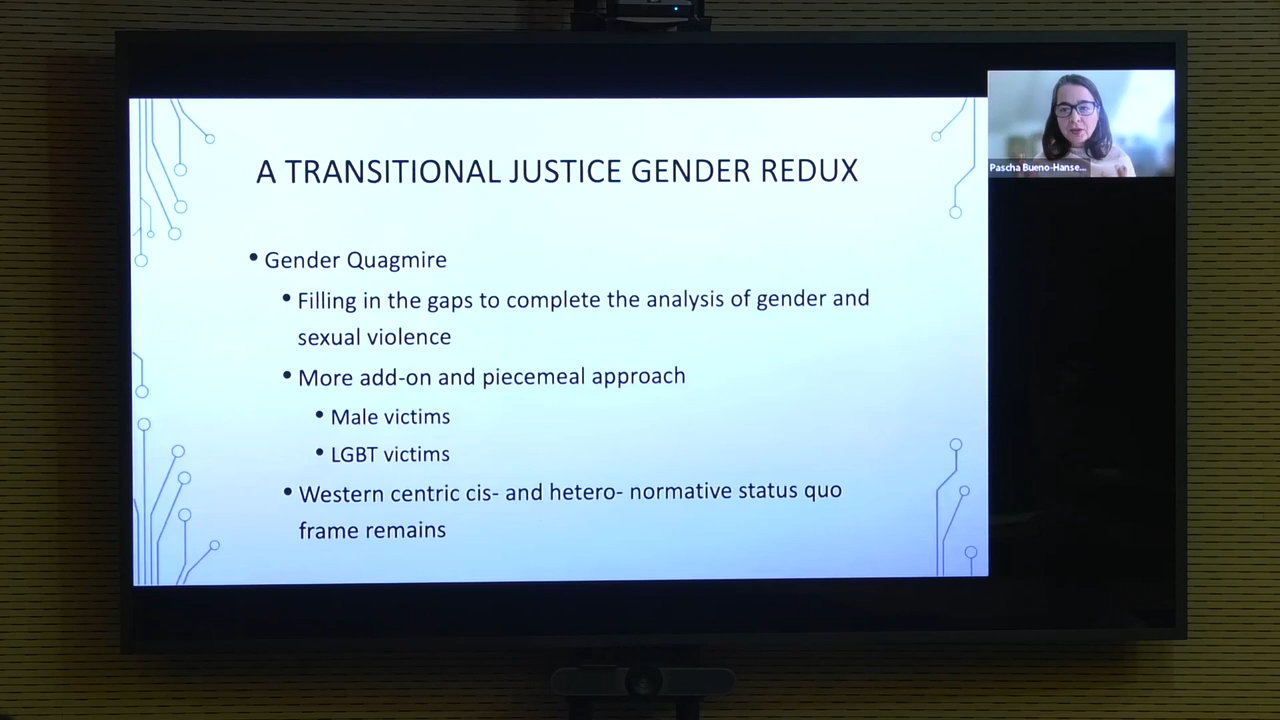 A TRANSITIONAL JUSTICE GENDER REDUX
• Gender Quagmire
• Filling in the gaps to complete the analysis of gender and
sexual violence
• More add-on and piecemeal approach
• Male victims
• LGBT victims
• Western centric cis- and hetero- normative status quo
frame remains
Pascha Bueno-Hanse...